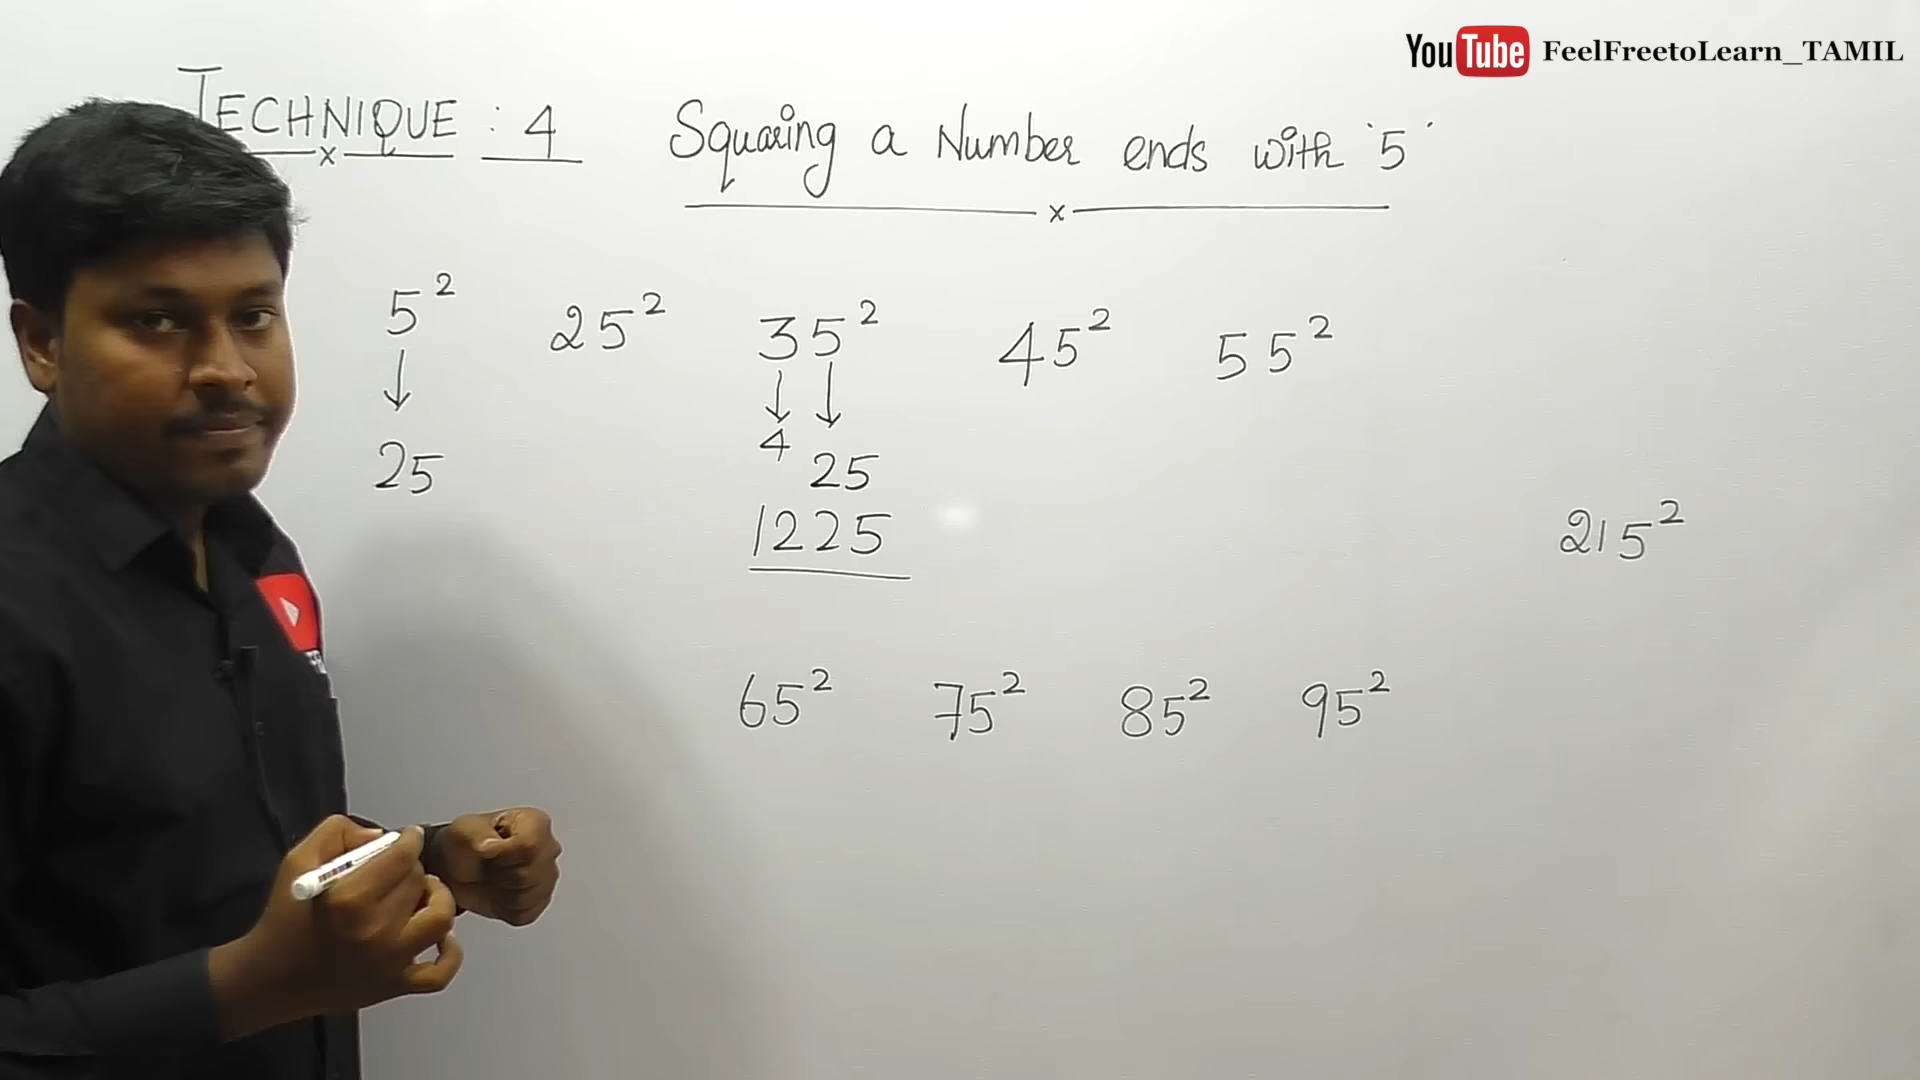 YouTube FeelFreetoLearn_TAMIL
TECHNIQUE : 4 Squaring a Number ends with '5'
x x
5² 25² 35² 45² 55²
4
25 25
1225
215²
65² 75² 85² 95²